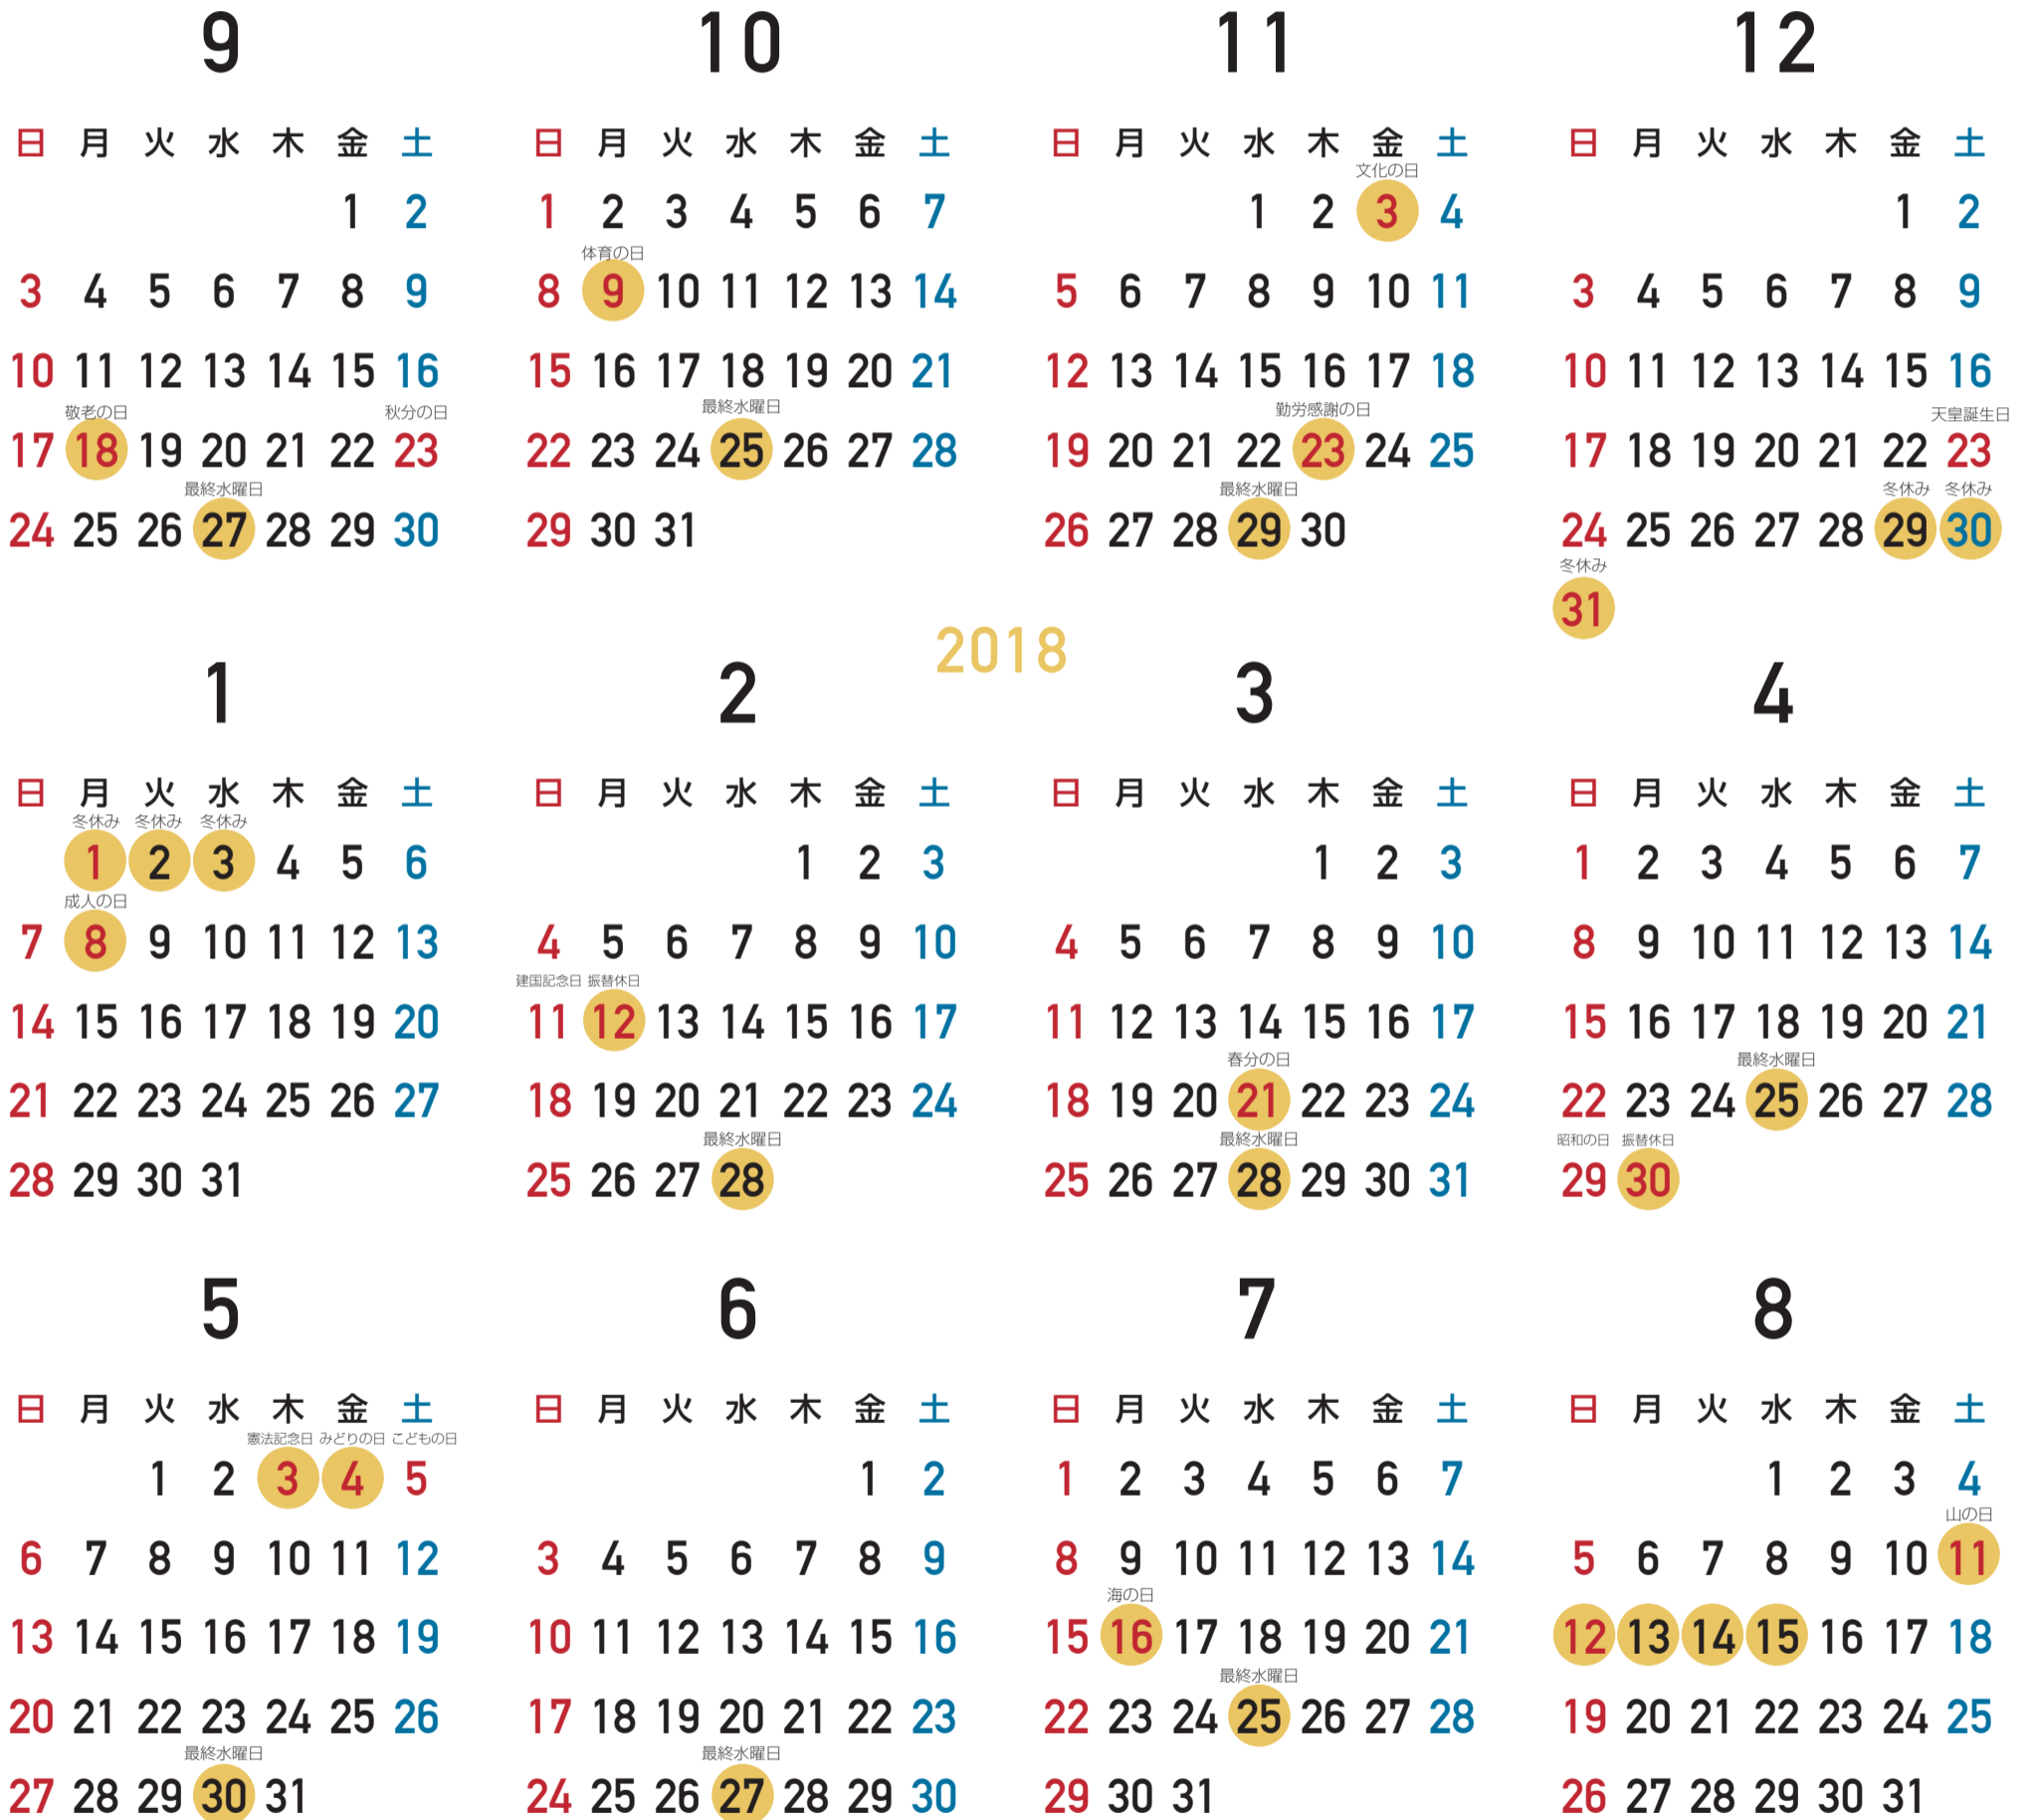 9 10 11 12
日 月 火 水 木 金 土 日 月 火 水 木 金 土 日 月 火 水 木 金 土 日 月 火 水 木 金 土
文化の日
1 2 1 2 3 4 5 6 7 1 2 3 4 1 2
体育の日
3 4 5 6 7 8 9 8 9 10 11 12 13 14 5 6 7 8 9 10 11 3 4 5 6 7 8 9
10 11 12 13 14 15 16 15 16 17 18 19 20 21 12 13 14 15 16 17 18 10 11 12 13 14 15 16
敬老の日 秋分の日 最終水曜日 勤労感謝の日 天皇誕生日
17 18 19 20 21 22 23 22 23 24 25 26 27 28 19 20 21 22 23 24 25 17 18 19 20 21 22 23
最終水曜日 最終水曜日 冬休み 冬休み
24 25 26 27 28 29 30 29 30 31 26 27 28 29 30 24 25 26 27 28 29 30
冬休み
31
2018
1 2 3 4
日 月 火 水 木 金 土 日 月 火 水 木 金 土 日 月 火 水 木 金 土 日 月 火 水 木 金 土
冬休み 冬休み 冬休み
1 2 3 4 5 6 1 2 3 1 2 3 1 2 3 4 5 6 7
成人の日
7 8 9 10 11 12 13 4 5 6 7 8 9 10 4 5 6 7 8 9 10 8 9 10 11 12 13 14
建国記念日 振替休日
14 15 16 17 18 19 20 11 12 13 14 15 16 17 11 12 13 14 15 16 17 15 16 17 18 19 20 21
春分の日 最終水曜日
21 22 23 24 25 26 27 18 19 20 21 22 23 24 18 19 20 21 22 23 24 22 23 24 25 26 27 28
最終水曜日 最終水曜日 昭和の日 振替休日
28 29 30 31 25 26 27 28 25 26 27 28 29 30 31 29 30
5 6 7 8
日 月 火 水 木 金 土 日 月 火 水 木 金 土 日 月 火 水 木 金 土 日 月 火 水 木 金 土
憲法記念日 みどりの日 こどもの日
1 2 3 4 5 1 2 1 2 3 4 5 6 7 1 2 3 4
山の日
6 7 8 9 10 11 12 3 4 5 6 7 8 9 8 9 10 11 12 13 14 5 6 7 8 9 10 11
海の日
13 14 15 16 17 18 19 10 11 12 13 14 15 16 15 16 17 18 19 20 21 12 13 14 15 16 17 18
最終水曜日
20 21 22 23 24 25 26 17 18 19 20 21 22 23 22 23 24 25 26 27 28 19 20 21 22 23 24 25
最終水曜日 最終水曜日
27 28 29 30 31 24 25 26 27 28 29 30 29 30 31 26 27 28 29 30 31